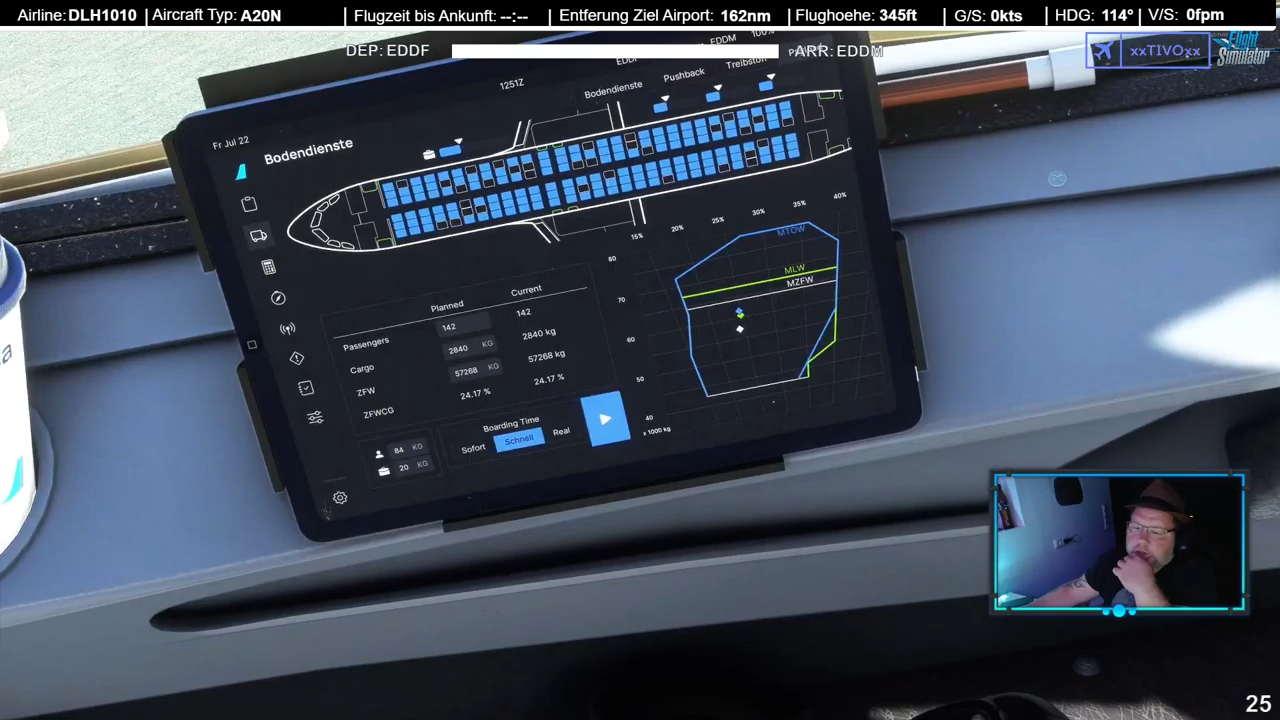 Airline: DLH1010 Aircraft Typ: A20N Flugzeit bis Ankunft: --:-- Entferung Ziel Airport: 162nm Flughoehe: 345ft G/S: 0kts HDG: 114° V/S: 0fpm
DEP: EDDF ARR: EDDM
xxTIVOxx
Flight Simulator
EDDM 100%
1251Z
Bodendienste Pushback
Fr Jul 22
Bodendienste
15% 20% 25% 30% 35% 40%
MTOW
MLW
MZFW
80
70
60
50
40
x 1000 kg
Planned Current
Passengers 142 142
Cargo 2840 KG 2840 kg
ZFW 57268 KG 57268 kg
ZFWCG 24.17 % 24.17 %
Boarding Time
Sofort Schnell Real
84 KG
20 KG
25